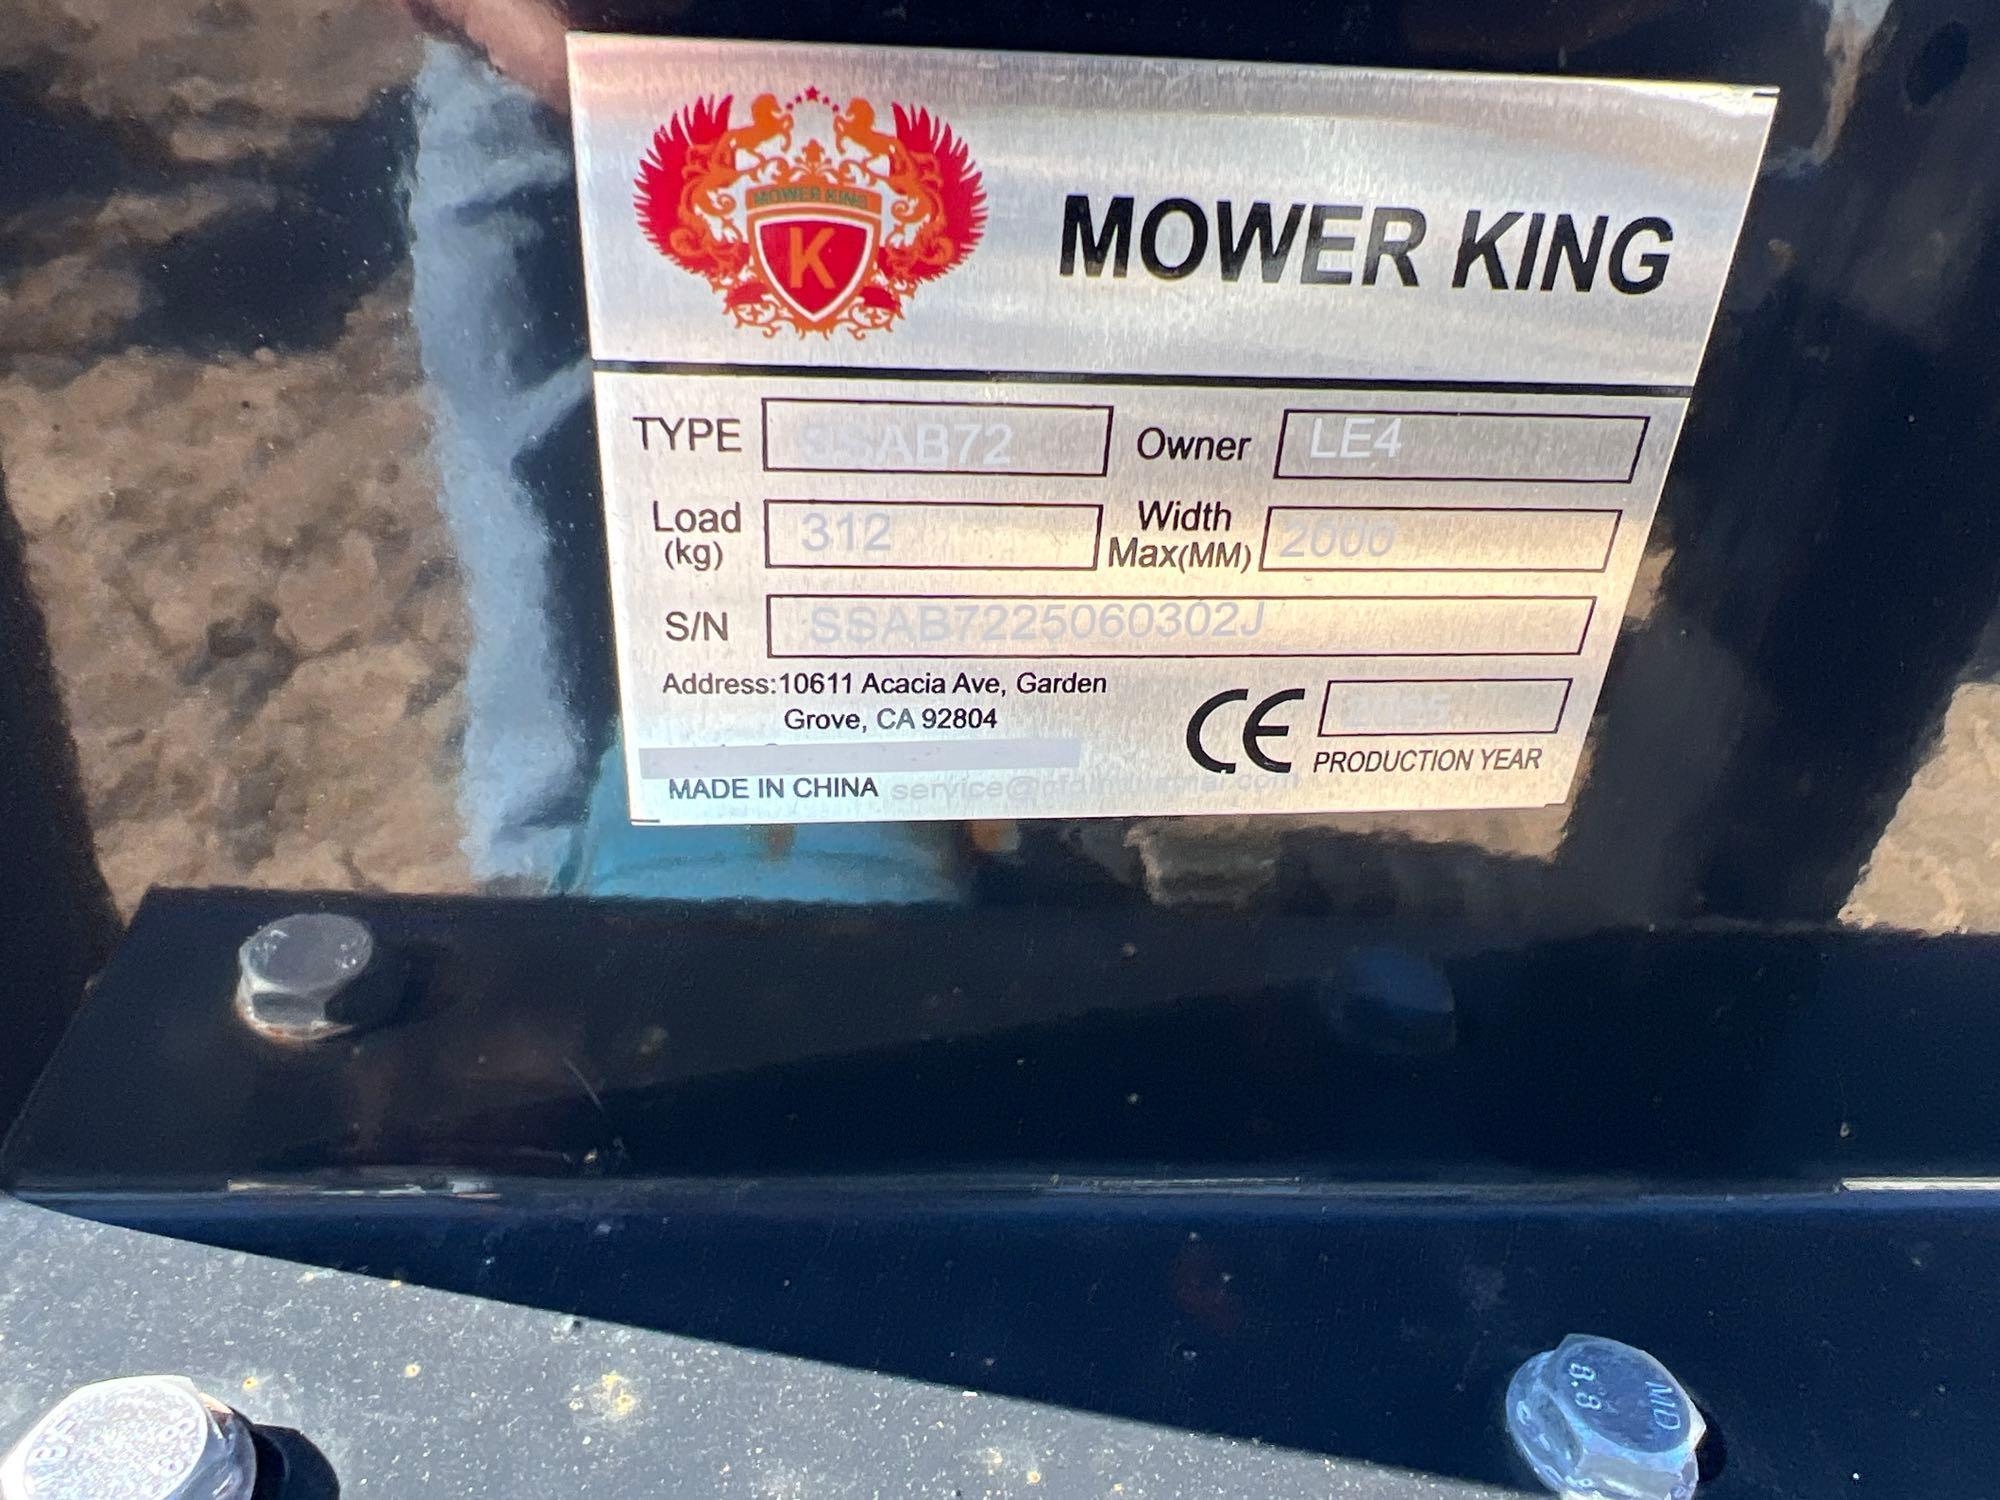 MOWER KING
K
MOWER KING
TYPE SSAB72 Owner LE4
Load (kg) 312 Width Max(MM) 2000
S/N SSAB7225060302J
Address:10611 Acacia Ave, Garden
Grove, CA 92804
CE
PRODUCTION YEAR
MADE IN CHINA
8.8